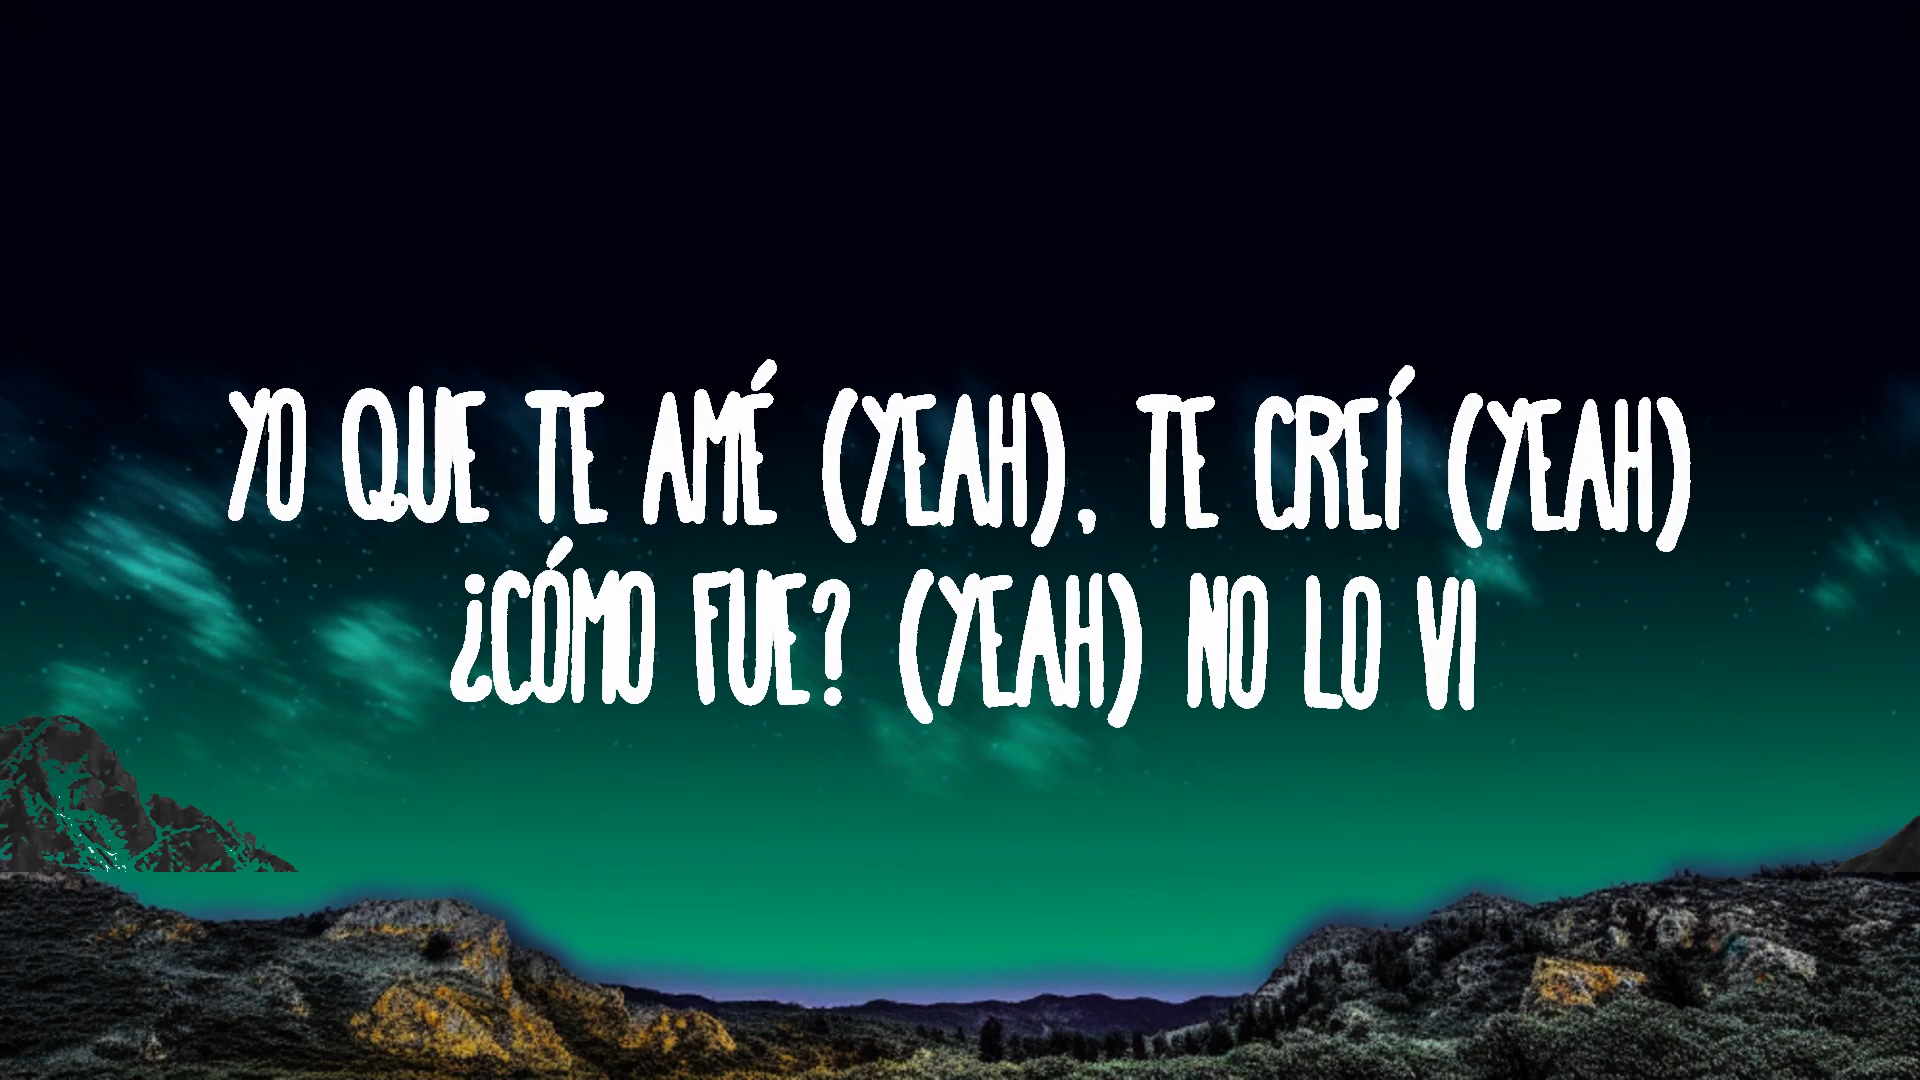 YO QUE TE AMÉ (YEAH), TE CREÍ (YEAH)
¿CÓMO FUE? (YEAH) NO LO VI